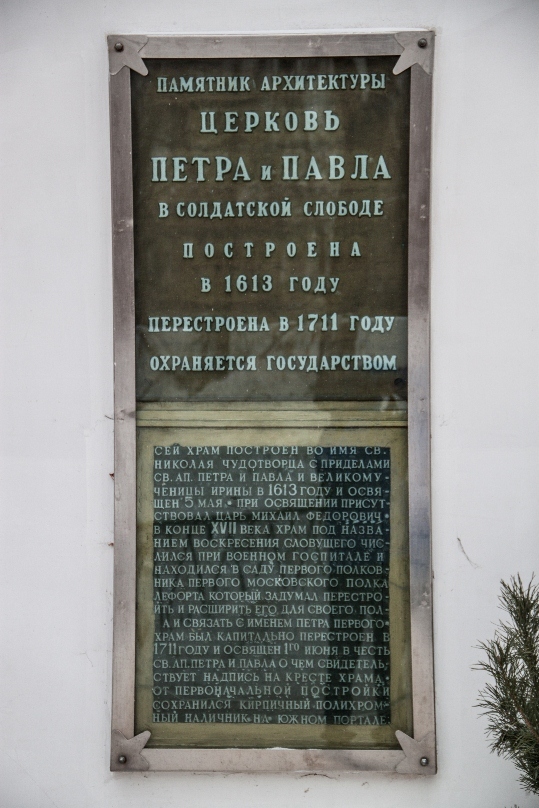 ПАМЯТНИК АРХИТЕКТУРЫ
ЦЕРКОВЬ
ПЕТРА и ПАВЛА
В СОЛДАТСКОЙ СЛОБОДЕ
ПОСТРОЕНА
В 1613 ГОДУ
ПЕРЕСТРОЕНА В 1711 ГОДУ
ОХРАНЯЕТСЯ ГОСУДАРСТВОМ
СЕЙ ХРАМ ПОСТРОЕН ВО ИМЯ СВ.
НИКОЛАЯ ЧУДОТВОРЦА С ПРИДЕЛАМИ
СВ. АП. ПЕТРА И ПАВЛА И ВЕЛИКОМУ-
ЧЕНИЦЫ ИРИНЫ В 1613 ГОДУ И ОСВЯ-
ЩЕН 5 МАЯ. • ПРИ ОСВЯЩЕНИИ ПРИСУТ-
СТВОВАЛ ЦАРЬ МИХАИЛ ФЕДОРОВИЧ •
В КОНЦЕ XVII ВЕКА ХРАМ ПОД НАЗВА-
НИЕМ ВОСКРЕСЕНИЯ СЛОВУЩЕГО ЧИС-
ЛИЛСЯ ПРИ ВОЕННОМ ГОСПИТАЛЕ И
НАХОДИЛСЯ В САДУ ПЕРВОГО ПОЛКОВ-
НИКА ПЕРВОГО МОСКОВСКОГО ПОЛКА
ЛЕФОРТА КОТОРЫЙ ЗАДУМАЛ ПЕРЕСТРО-
ИТЬ И РАСШИРИТЬ ЕГО ДЛЯ СВОЕГО ПОЛ-
КА И СВЯЗАТЬ С ИМЕНЕМ ПЕТРА ПЕРВОГО •
ХРАМ БЫЛ КАПИТАЛЬНО ПЕРЕСТРОЕН В
1711 ГОДУ И ОСВЯЩЕН 1ГО ИЮНЯ В ЧЕСТЬ
СВ. АП. ПЕТРА И ПАВЛА О ЧЕМ СВИДЕТЕЛЬ-
СТВУЕТ НАДПИСЬ НА КРЕСТЕ ХРАМА. •
ОТ ПЕРВОНАЧАЛЬНОЙ ПОСТРОЙКИ
СОХРАНИЛСЯ КИРПИЧНЫЙ ПОЛИХРОМ-
НЫЙ НАЛИЧНИК НА ЮЖНОМ ПОРТАЛЕ